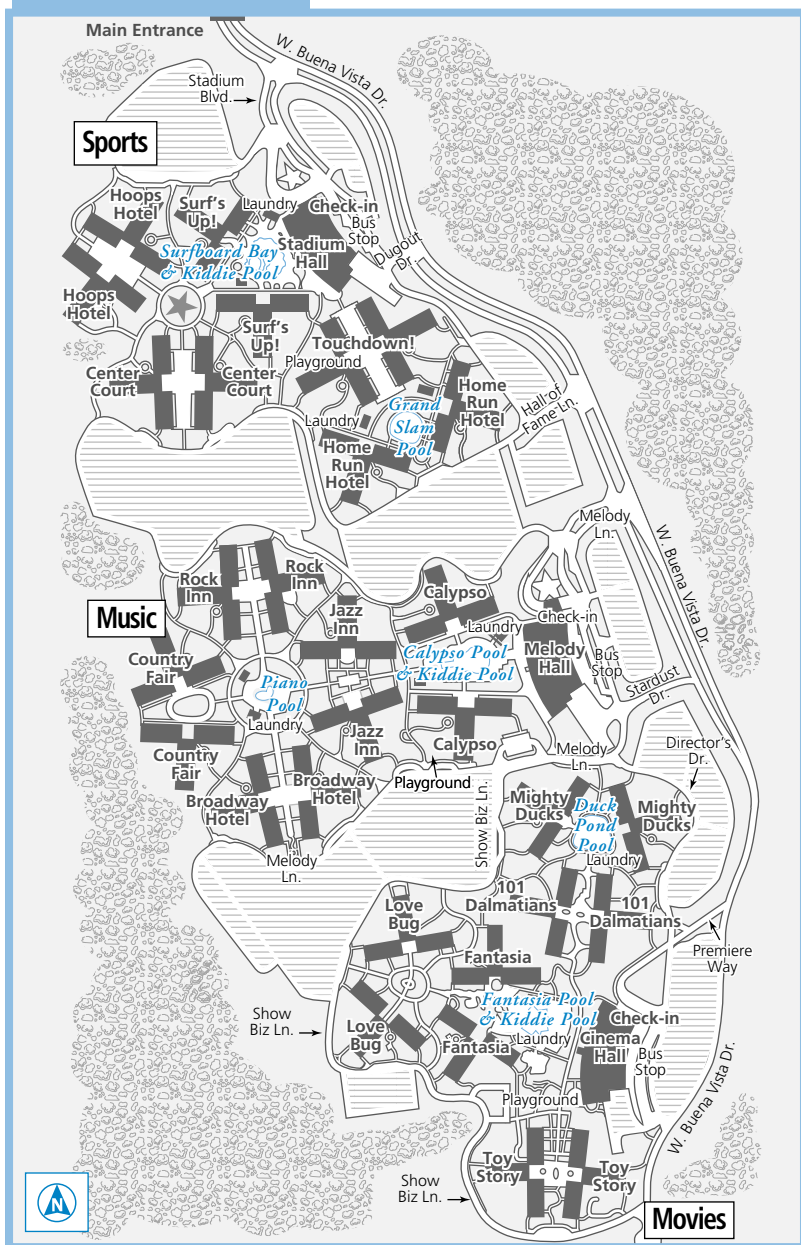 Main Entrance
W. Buena Vista Dr.
Stadium
Blvd.
Sports
Hoops
Hotel
Surf's
Up!
Laundry
Check-in
Bus
Stop
Stadium
Hall
Dugout
Dr.
Surfboard Bay
& Kiddie Pool
Hoops
Hotel
Surf's
Up!
Touchdown!
Playground
Center
Court
Center
Court
Home
Run
Hotel
Grand
Slam
Pool
Laundry
Hall of
Fame Ln.
Home
Run
Hotel
Melody
Ln.
W. Buena Vista Dr.
Rock
Inn
Rock
Inn
Music
Jazz
Inn
Calypso
Laundry
Check-in
Melody
Hall
Bus
Stop
Calypso Pool
& Kiddie Pool
Country
Fair
Piano
Pool
Laundry
Stardust
Dr.
Jazz
Inn
Calypso
Melody
Ln.
Director's
Dr.
Country
Fair
Playground
Broadway
Hotel
Broadway
Hotel
Show Biz Ln.
Mighty
Ducks
Duck
Pond
Pool
Mighty
Ducks
Laundry
Melody
Ln.
101
Dalmatians
101
Dalmatians
Love
Bug
Premiere
Way
Fantasia
Fantasia Pool
& Kiddie Pool
Show
Biz Ln.
Love
Bug
Fantasia
Laundry
Check-in
Cinema
Hall
Bus
Stop
W. Buena Vista Dr.
Playground
Toy
Story
Toy
Story
Show
Biz Ln.
Movies
N